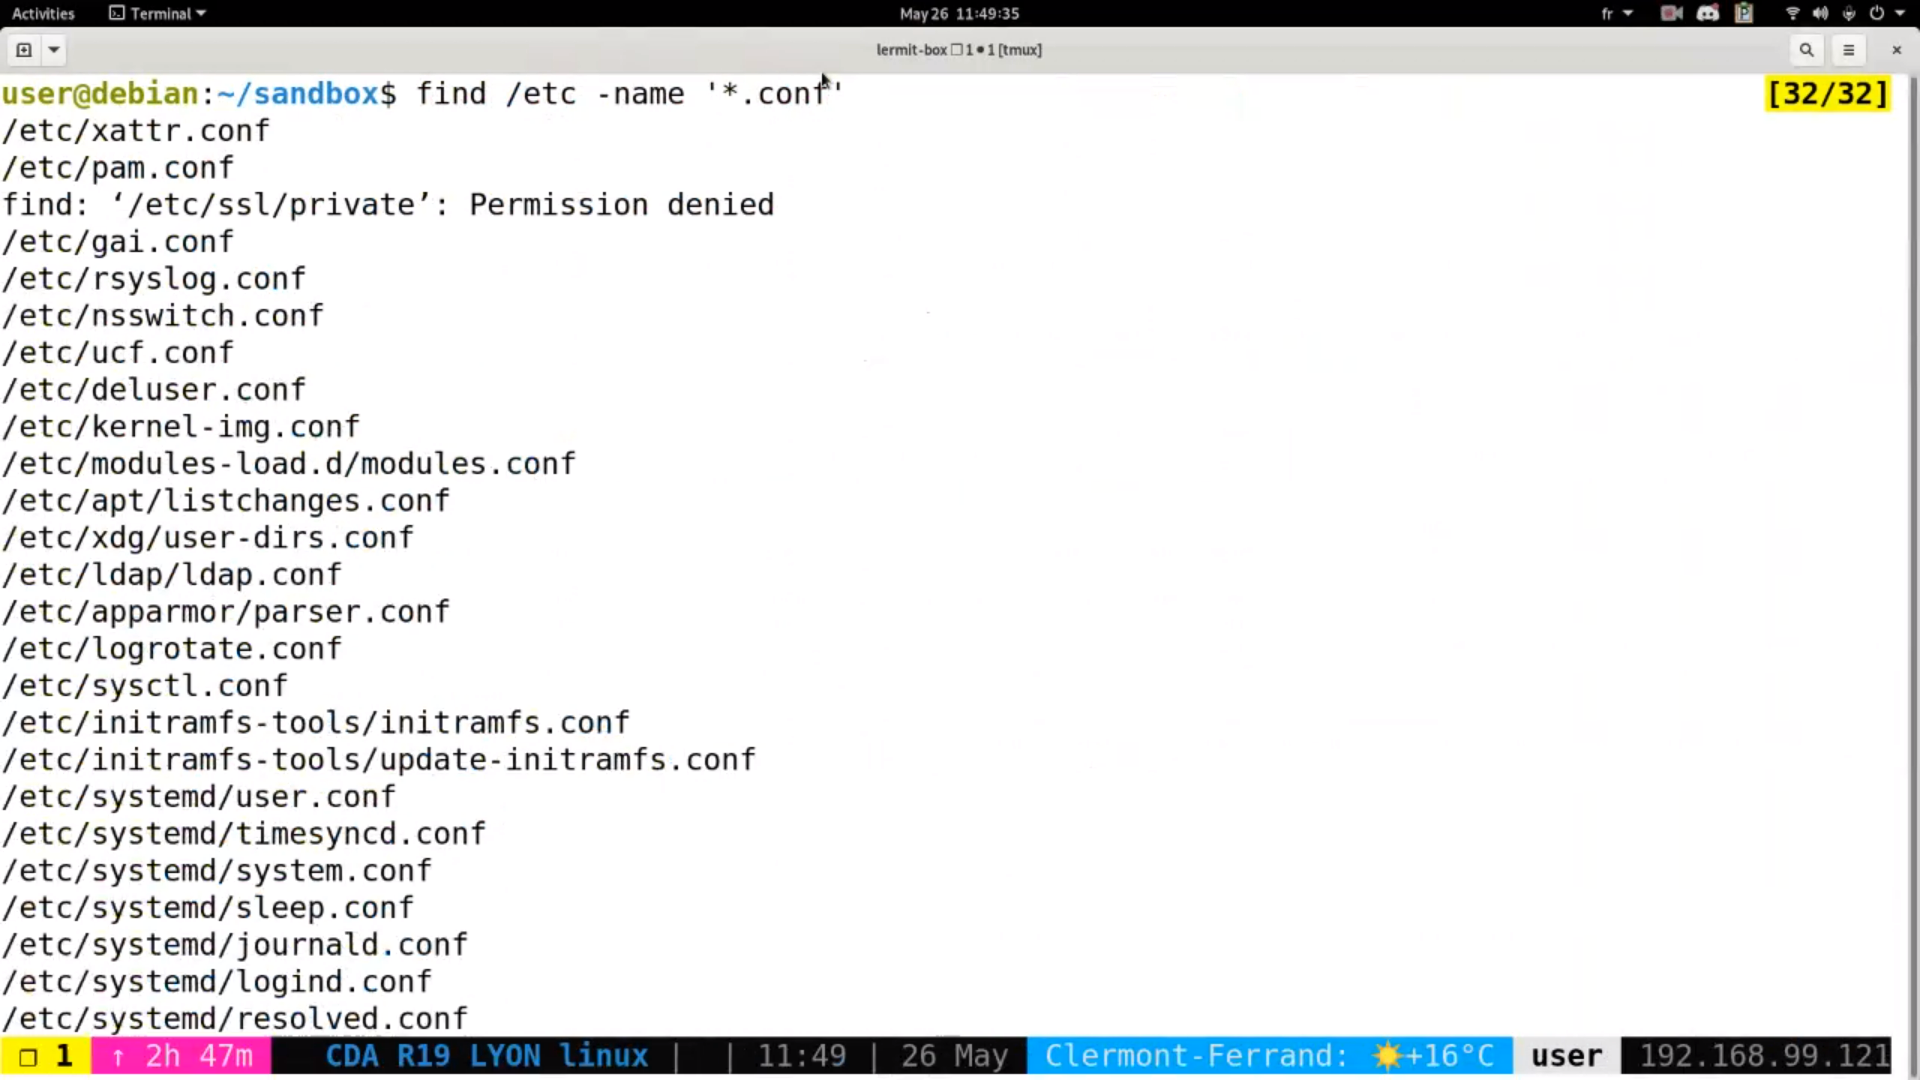 Activities Terminal May 26 11:49:35 fr
lermit-box ❐ 1 ● 1 [tmux]
user@debian:~/sandbox$ find /etc -name '*.conf' [32/32]
/etc/xattr.conf
/etc/pam.conf
find: ‘/etc/ssl/private’: Permission denied
/etc/gai.conf
/etc/rsyslog.conf
/etc/nsswitch.conf
/etc/ucf.conf
/etc/deluser.conf
/etc/kernel-img.conf
/etc/modules-load.d/modules.conf
/etc/apt/listchanges.conf
/etc/xdg/user-dirs.conf
/etc/ldap/ldap.conf
/etc/apparmor/parser.conf
/etc/logrotate.conf
/etc/sysctl.conf
/etc/initramfs-tools/initramfs.conf
/etc/initramfs-tools/update-initramfs.conf
/etc/systemd/user.conf
/etc/systemd/timesyncd.conf
/etc/systemd/system.conf
/etc/systemd/sleep.conf
/etc/systemd/journald.conf
/etc/systemd/logind.conf
/etc/systemd/resolved.conf
❐ 1 ↑ 2h 47m CDA R19 LYON linux | | 11:49 | 26 May Clermont-Ferrand: ☀️+16°C user 192.168.99.121